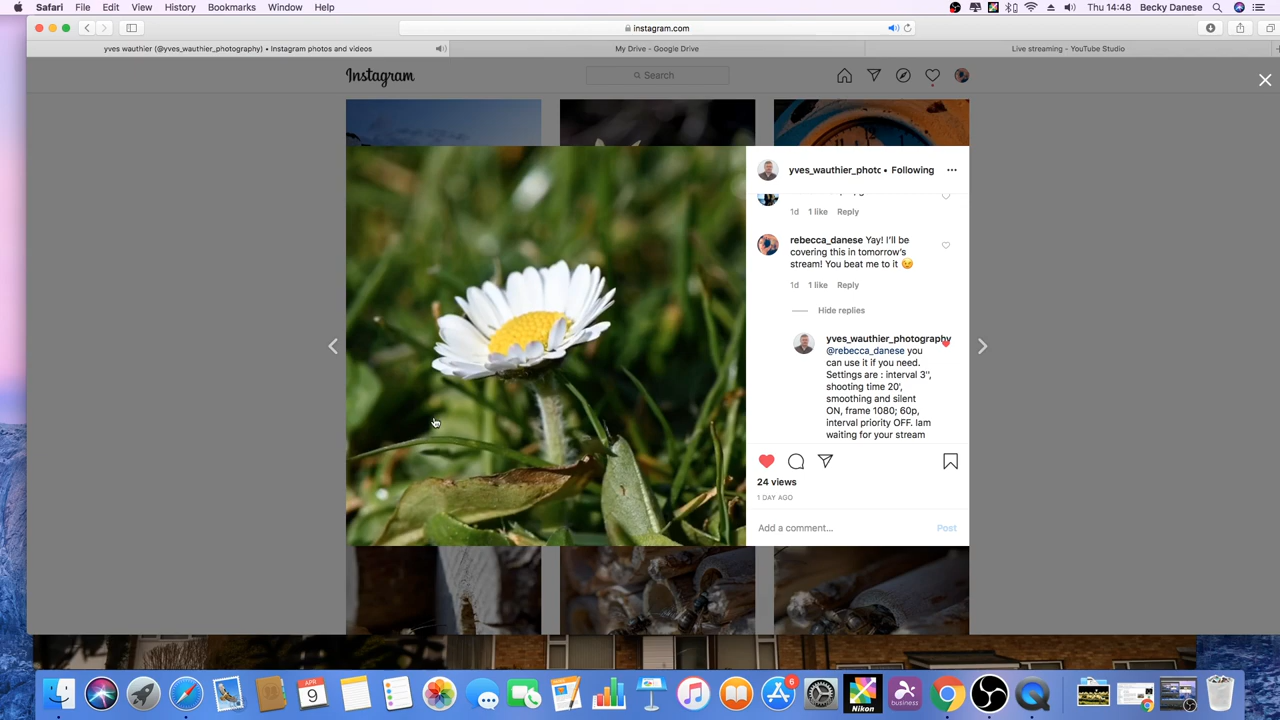 Safari File Edit View History Bookmarks Window Help Thu 14:48 Becky Danese
instagram.com
yves wauthier (@yves_wauthier_photography) • Instagram photos and videos
My Drive - Google Drive
Live streaming - YouTube Studio
Instagram
Search
yves_wauthier_photc • Following
1d 1 like Reply
rebecca_danese Yay! I'll be
covering this in tomorrow's
stream! You beat me to it
1d 1 like Reply
Hide replies
yves_wauthier_photography
@rebecca_danese you
can use it if you need.
Settings are : interval 3",
shooting time 20',
smoothing and silent
ON, frame 1080; 60p,
interval priority OFF. Iam
waiting for your stream
24 views
1 DAY AGO
Add a comment...
Post
APR
9
6
Nikon
business